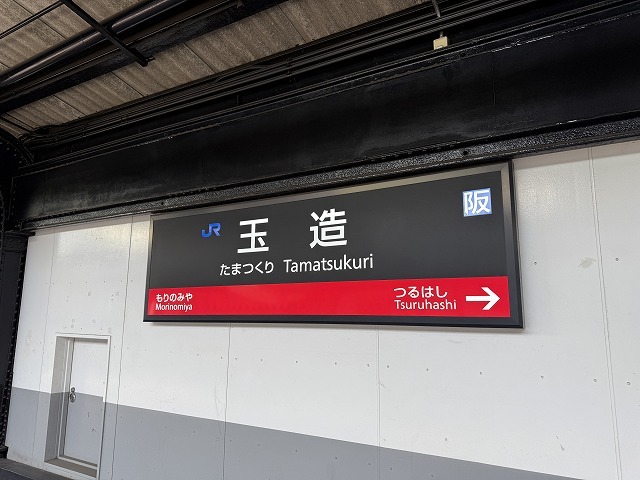 JR 玉造 阪
たまつくり Tamatsukuri
もりのみや
Morinomiya
つるはし
Tsuruhashi